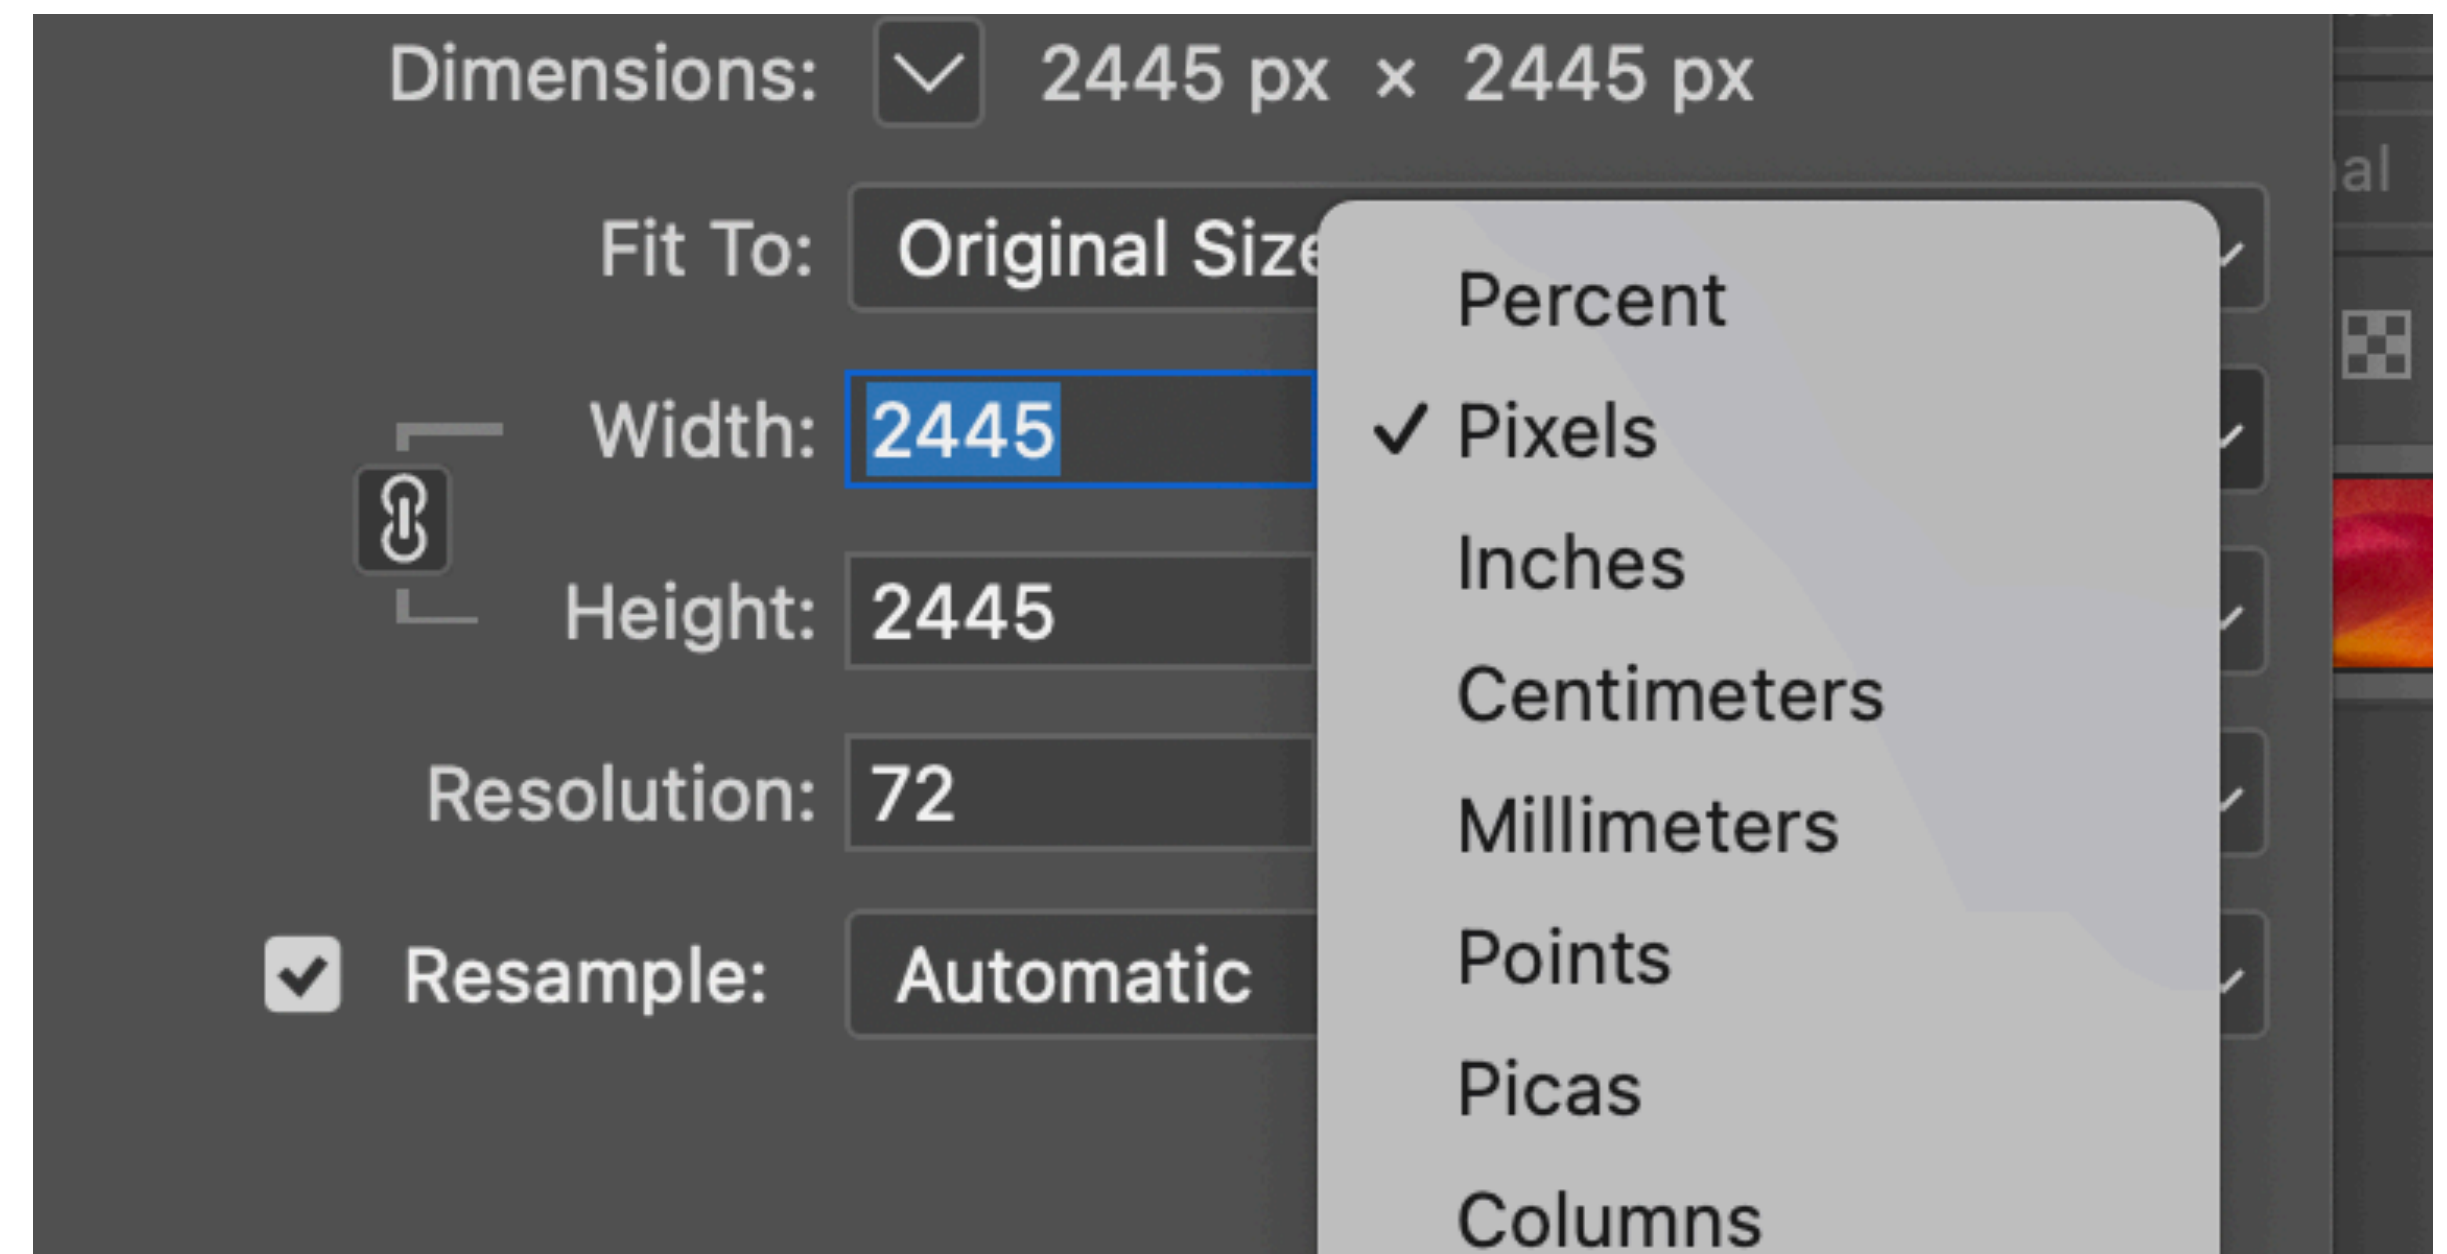 Dimensions: 2445 px × 2445 px
Fit To: Original Size
Percent
Width: 2445
Pixels
Inches
Height: 2445
Centimeters
Resolution: 72
Millimeters
Points
Resample: Automatic
Picas
Columns